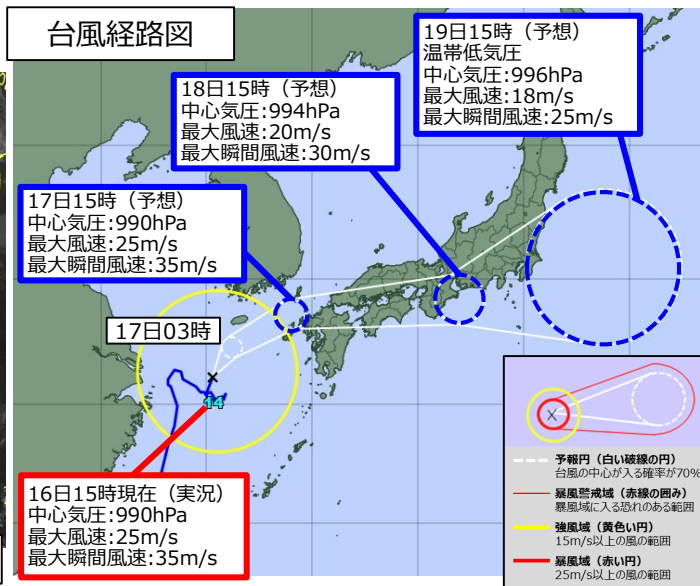 台風経路図
19日15時（予想）
温帯低気圧
中心気圧:996hPa
最大風速:18m/s
最大瞬間風速:25m/s
18日15時（予想）
中心気圧:994hPa
最大風速:20m/s
最大瞬間風速:30m/s
17日15時（予想）
中心気圧:990hPa
最大風速:25m/s
最大瞬間風速:35m/s
17日03時
14
16日15時現在（実況）
中心気圧:990hPa
最大風速:25m/s
最大瞬間風速:35m/s
予報円（白い破線の円）
台風の中心が入る確率が70%
暴風警戒域（赤線の囲み）
暴風域に入る恐れのある範囲
強風域（黄色い円）
15m/s以上の風の範囲
暴風域（赤い円）
25m/s以上の風の範囲